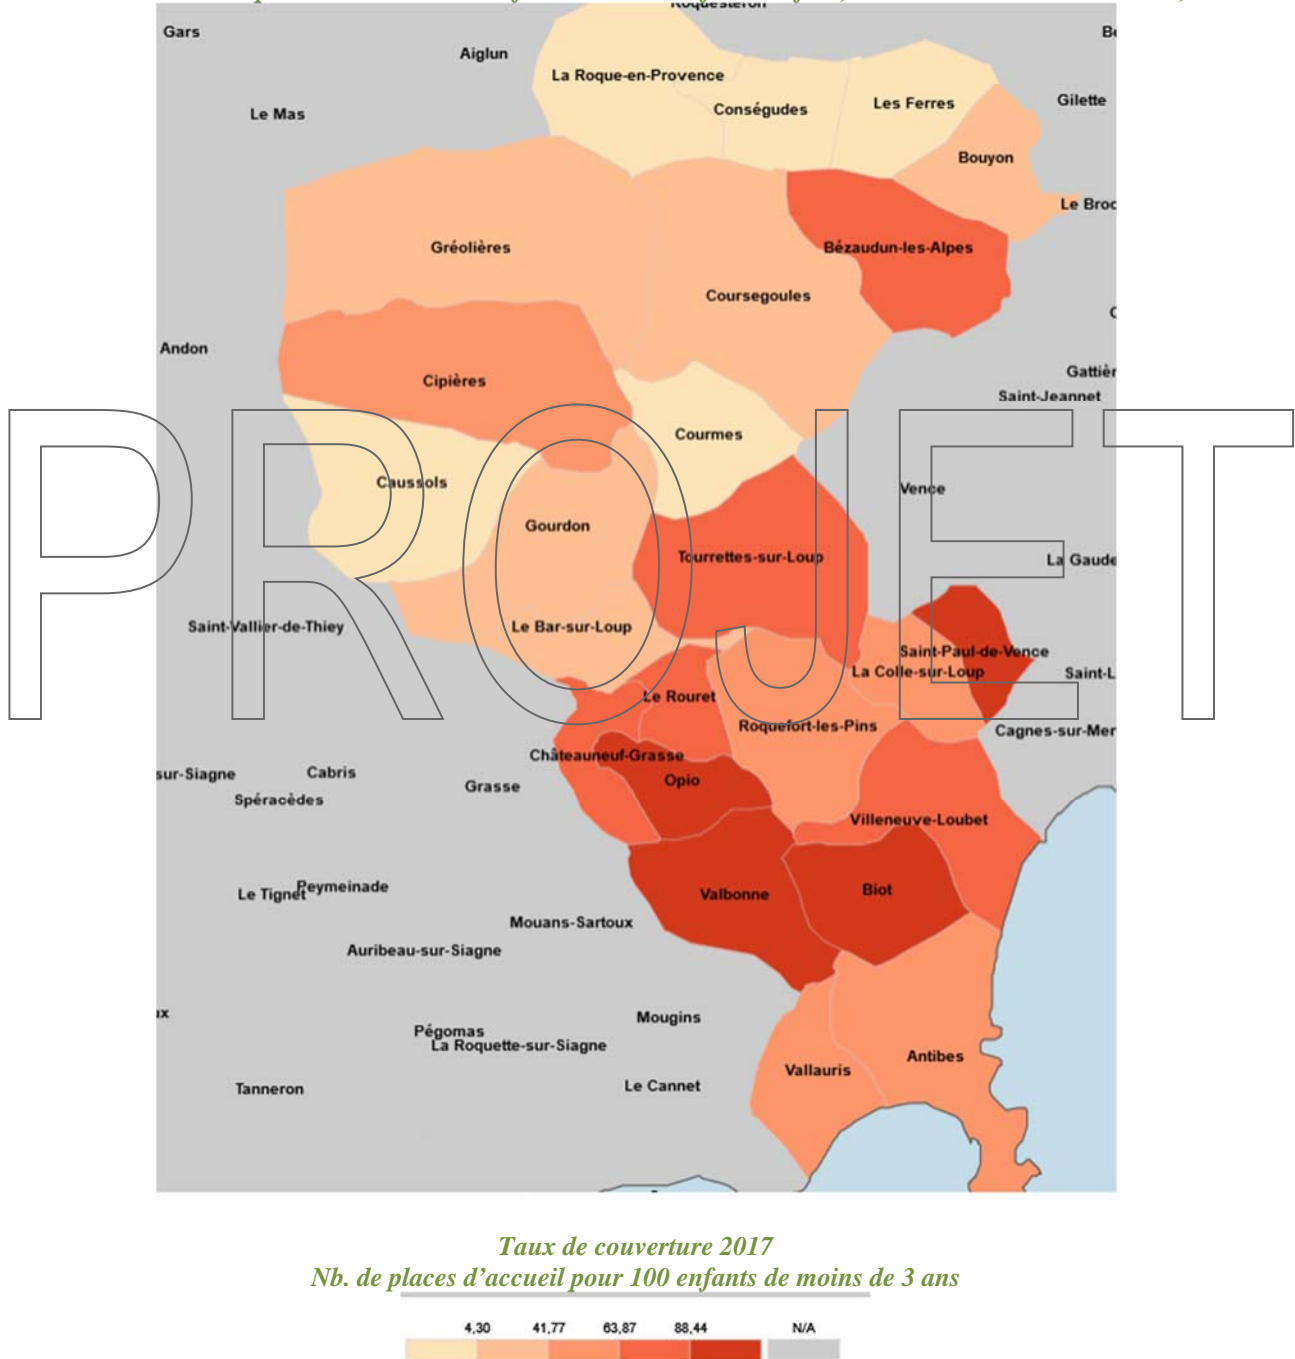 Gars
Aiglun
La Roque-en-Provence
Le Mas
Conségudes
Les Ferres
Gilette
Bouyon
Gréolières
Bézaudun-les-Alpes
Coursegoules
Andon
Cipières
Saint-Jeannet
Courmes
Caussols
Vence
Gourdon
PROJET
Tourrettes-sur-Loup
La Gaude
Saint-Vallier-de-Thiey
Le Bar-sur-Loup
Saint-Paul-de-Vence
La Colle-sur-Loup
Saint-L
Le Rouret
Roquefort-les-Pins
Cagnes-sur-Mer
Châteauneuf-Grasse
sur-Siagne
Cabris
Opio
Grasse
Spéracèdes
Villeneuve-Loubet
Le Tignet
Peymeinade
Valbonne
Biot
Mouans-Sartoux
Auribeau-sur-Siagne
Mougins
Pégomas
La Roquette-sur-Siagne
Antibes
Vallauris
Tanneron
Le Cannet
Taux de couverture 2017
Nb. de places d'accueil pour 100 enfants de moins de 3 ans
4,30 41,77 63,87 88,44 N/A